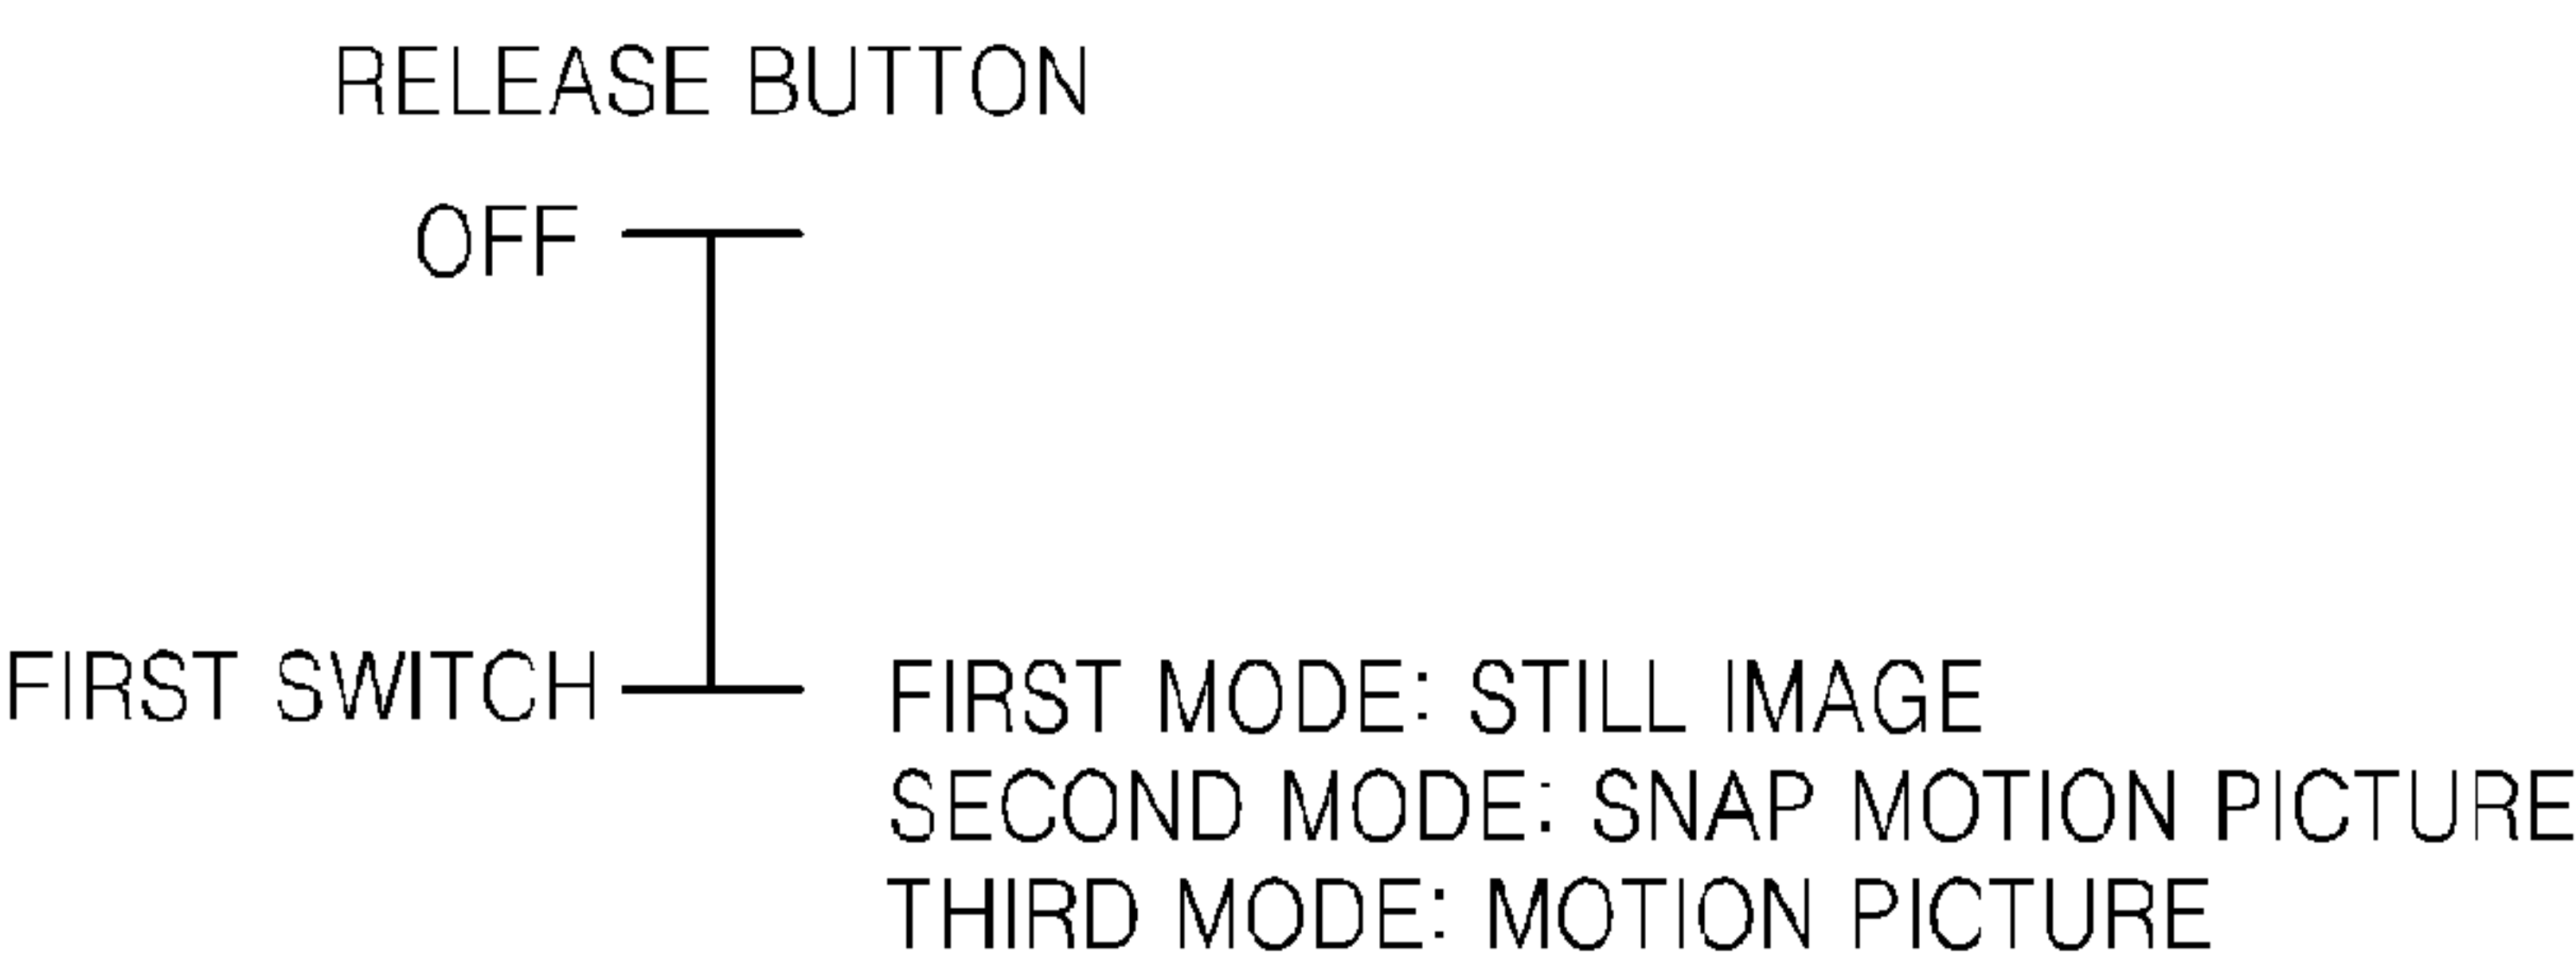 RELEASE BUTTON
OFF
FIRST SWITCH
FIRST MODE: STILL IMAGE
SECOND MODE: SNAP MOTION PICTURE
THIRD MODE: MOTION PICTURE